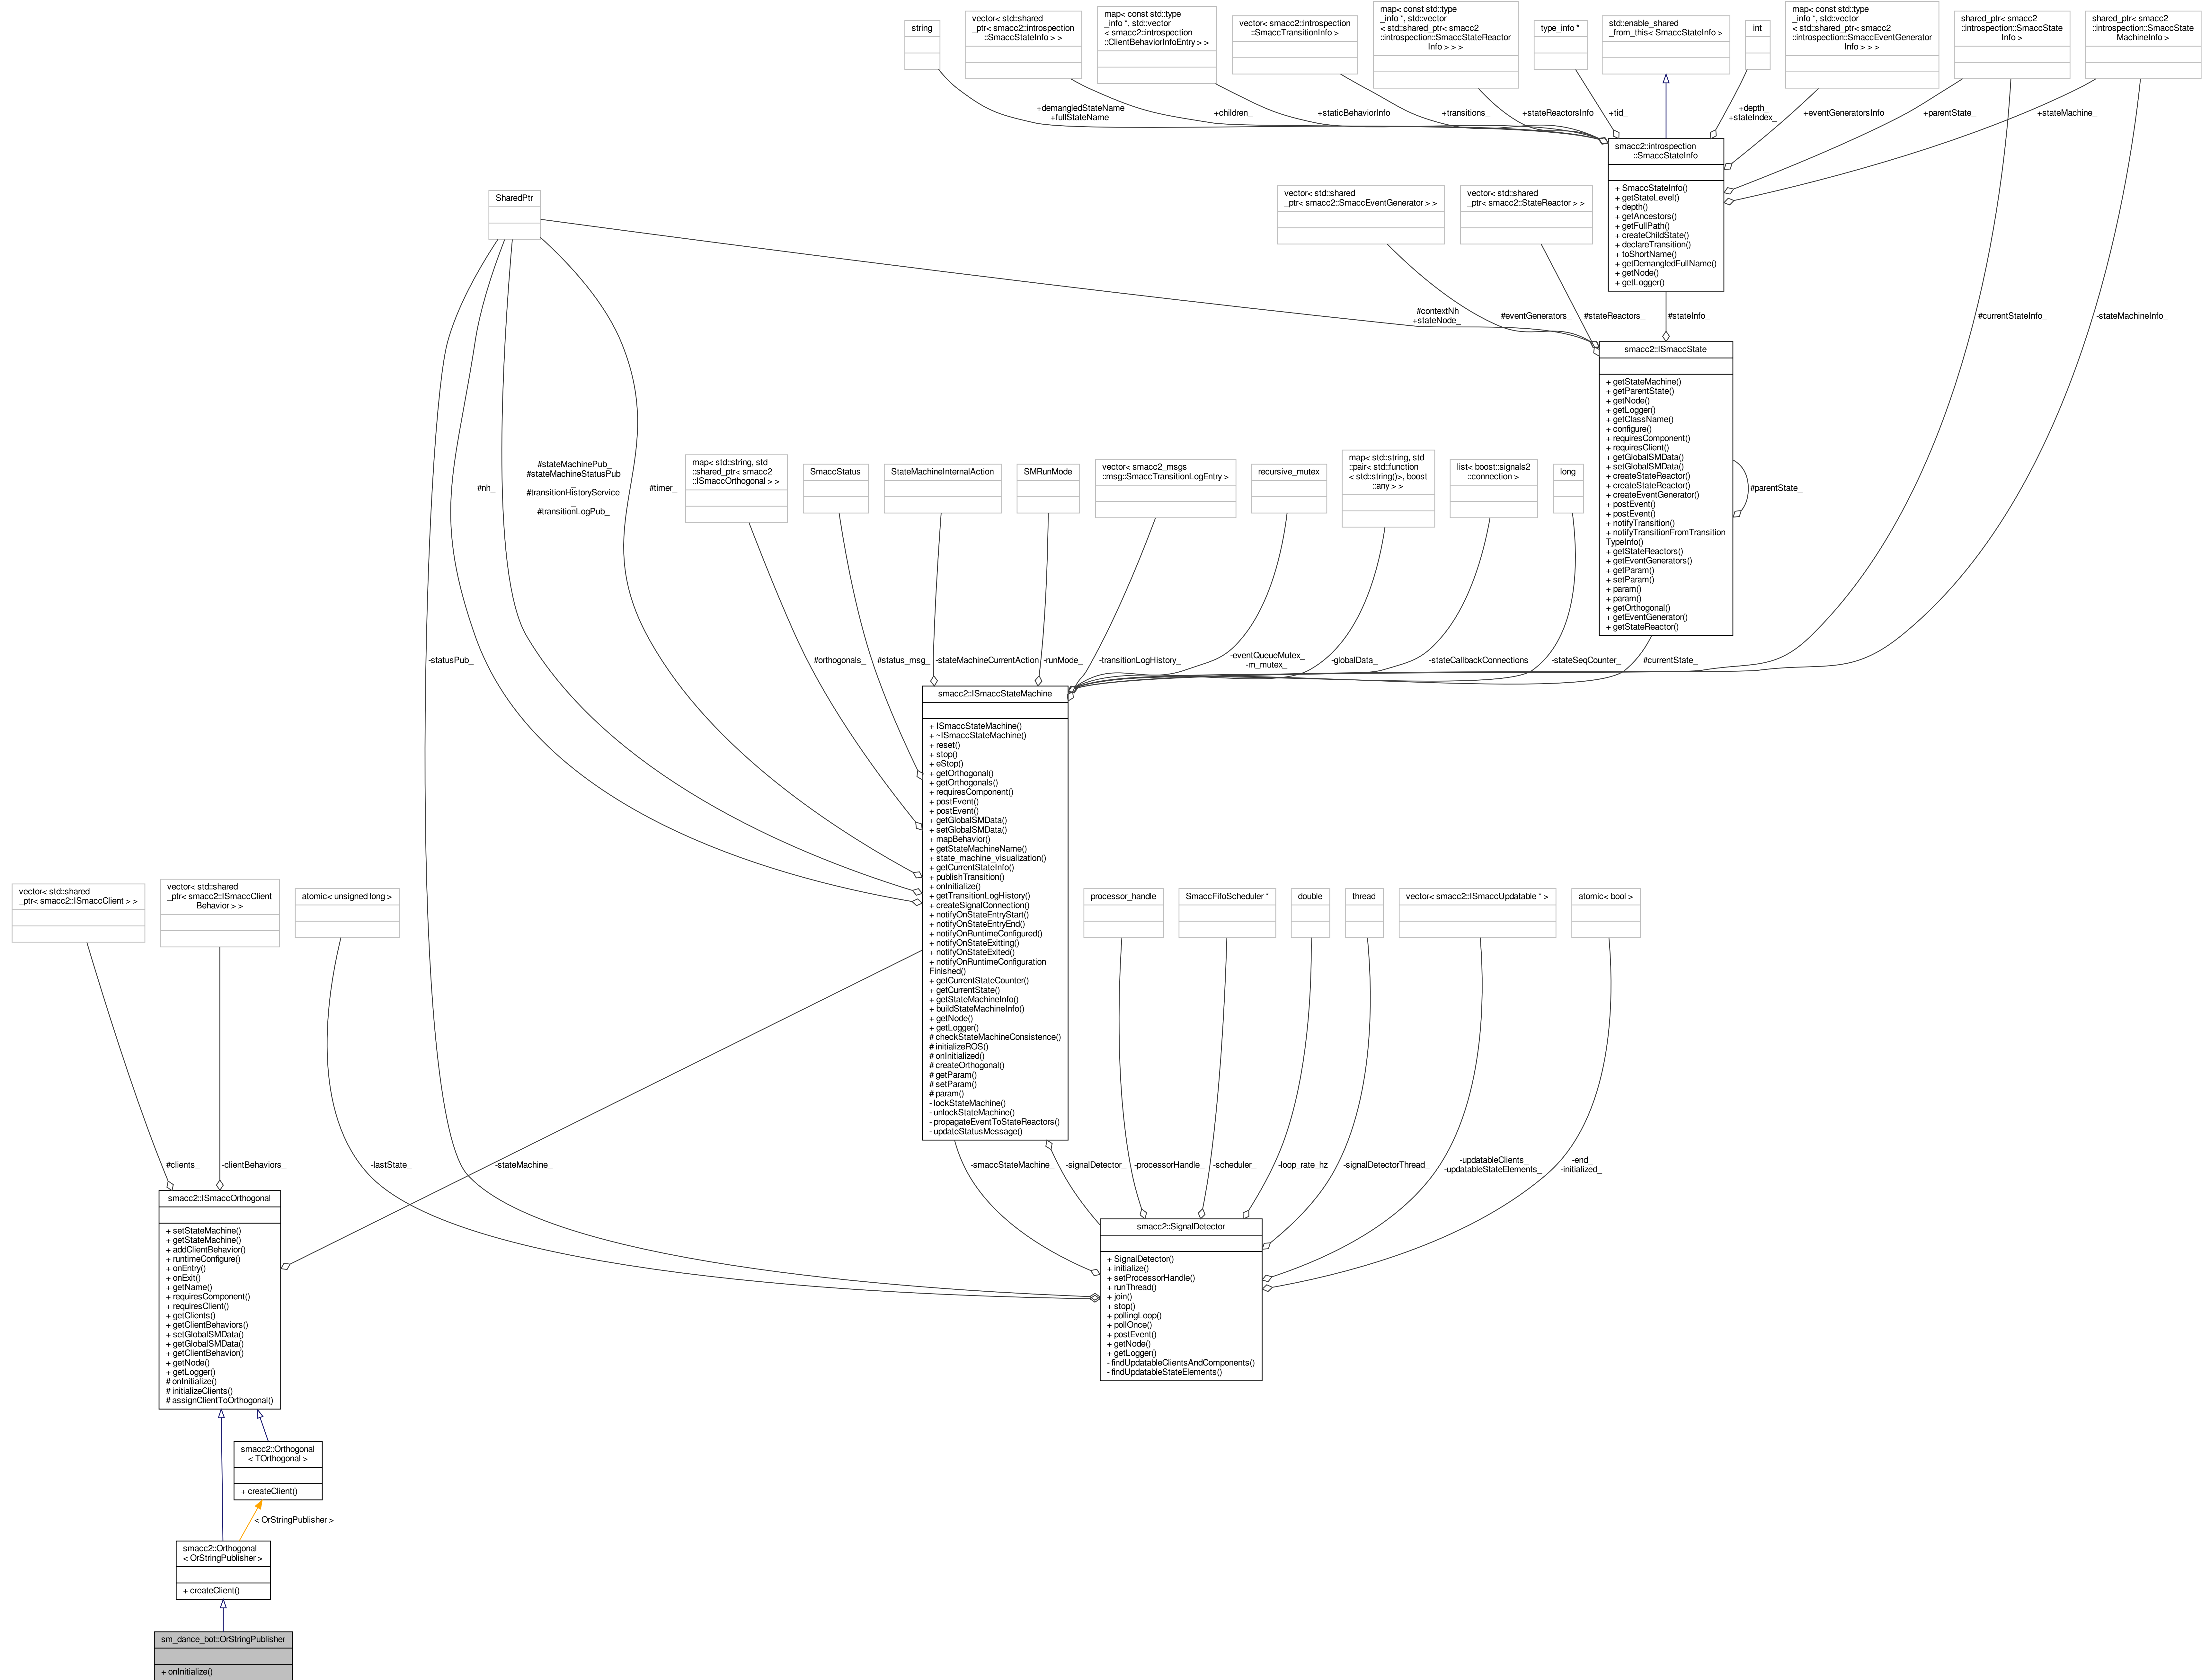 string
vector< std::shared
_ptr< smacc2::introspection
::SmaccStateInfo > >
map< const std::type
_info *, std::vector
< smacc2::introspection
::ClientBehaviorInfoEntry > >
vector< smacc2::introspection
::SmaccTransitionInfo >
map< const std::type
_info *, std::vector
< std::shared_ptr< smacc2
::introspection::SmaccStateReactor
Info > > >
type_info *
std::enable_shared
_from_this< SmaccStateInfo >
int
map< const std::type
_info *, std::vector
< std::shared_ptr< smacc2
::introspection::SmaccEventGenerator
Info > > >
shared_ptr< smacc2
::introspection::SmaccState
Info >
shared_ptr< smacc2
::introspection::SmaccState
MachineInfo >
+demangledStateName
+fullStateName
+children_
+staticBehaviorInfo
+transitions_
+stateReactorsInfo
+tid_
+depth_
+stateIndex_
+eventGeneratorsInfo
+parentState_
+stateMachine_
smacc2::introspection
::SmaccStateInfo
+ SmaccStateInfo()
+ getStateLevel()
+ depth()
+ getAncestors()
+ getFullPath()
+ createChildState()
+ declareTransition()
+ toShortName()
+ getDemangledFullName()
+ getNode()
+ getLogger()
SharedPtr
vector< std::shared
_ptr< smacc2::SmaccEventGenerator > >
vector< std::shared
_ptr< smacc2::StateReactor > >
#contextNh
+stateNode_
#eventGenerators_
#stateReactors_
#stateInfo_
#currentStateInfo_
-stateMachineInfo_
smacc2::ISmaccState
+ getStateMachine()
+ getParentState()
+ getNode()
+ getLogger()
+ getClassName()
+ configure()
+ requiresComponent()
+ requiresClient()
+ getGlobalSMData()
+ setGlobalSMData()
+ createStateReactor()
+ createStateReactor()
+ createEventGenerator()
+ postEvent()
+ postEvent()
+ notifyTransition()
+ notifyTransitionFromTransition
TypeInfo()
+ getStateReactors()
+ getEventGenerators()
+ getParam()
+ setParam()
+ param()
+ param()
+ getOrthogonal()
+ getEventGenerator()
+ getStateReactor()
#parentState_
#nh_
#stateMachinePub_
#stateMachineStatusPub
_
#transitionHistoryService
_
#transitionLogPub_
#timer_
map< std::string, std
::shared_ptr< smacc2
::ISmaccOrthogonal > >
SmaccStatus
StateMachineInternalAction
SMRunMode
vector< smacc2_msgs
::msg::SmaccTransitionLogEntry >
recursive_mutex
map< std::string, std
::pair< std::function
< std::string()>, boost
::any > >
list< boost::signals2
::connection >
long
-statusPub_
#orthogonals_
#status_msg_
-stateMachineCurrentAction
-runMode_
-transitionLogHistory_
-eventQueueMutex_
-m_mutex_
-globalData_
-stateCallbackConnections
-stateSeqCounter_
#currentState_
smacc2::ISmaccStateMachine
+ ISmaccStateMachine()
+ ~ISmaccStateMachine()
+ reset()
+ stop()
+ eStop()
+ getOrthogonal()
+ getOrthogonals()
+ requiresComponent()
+ postEvent()
+ postEvent()
+ getGlobalSMData()
+ setGlobalSMData()
+ mapBehavior()
+ getStateMachineName()
+ state_machine_visualization()
+ getCurrentStateInfo()
+ publishTransition()
+ onInitialize()
+ getTransitionLogHistory()
+ createSignalConnection()
+ notifyOnStateEntryStart()
+ notifyOnStateEntryEnd()
+ notifyOnRuntimeConfigured()
+ notifyOnStateExitting()
+ notifyOnStateExited()
+ notifyOnRuntimeConfiguration
Finished()
+ getCurrentStateCounter()
+ getCurrentState()
+ getStateMachineInfo()
+ buildStateMachineInfo()
+ getNode()
+ getLogger()
# checkStateMachineConsistence()
# initializeROS()
# onInitialized()
# createOrthogonal()
# getParam()
# setParam()
# param()
- lockStateMachine()
- unlockStateMachine()
- propagateEventToStateReactors()
- updateStatusMessage()
vector< std::shared
_ptr< smacc2::ISmaccClient > >
vector< std::shared
_ptr< smacc2::ISmaccClient
Behavior > >
atomic< unsigned long >
processor_handle
SmaccFifoScheduler *
double
thread
vector< smacc2::ISmaccUpdatable * >
atomic< bool >
#clients_
-clientBehaviors_
-lastState_
-stateMachine_
-smaccStateMachine_
-signalDetector_
-processorHandle_
-scheduler_
-loop_rate_hz
-signalDetectorThread_
-updatableClients_
-updatableStateElements_
-end_
-initialized_
smacc2::ISmaccOrthogonal
+ setStateMachine()
+ getStateMachine()
+ addClientBehavior()
+ runtimeConfigure()
+ onEntry()
+ onExit()
+ getName()
+ requiresComponent()
+ requiresClient()
+ getClients()
+ getClientBehaviors()
+ setGlobalSMData()
+ getGlobalSMData()
+ getClientBehavior()
+ getNode()
+ getLogger()
# onInitialize()
# initializeClients()
# assignClientToOrthogonal()
smacc2::SignalDetector
+ SignalDetector()
+ initialize()
+ setProcessorHandle()
+ runThread()
+ join()
+ stop()
+ pollingLoop()
+ pollOnce()
+ postEvent()
+ getNode()
+ getLogger()
- findUpdatableClientsAndComponents()
- findUpdatableStateElements()
smacc2::Orthogonal
< TOrthogonal >
+ createClient()
< OrStringPublisher >
smacc2::Orthogonal
< OrStringPublisher >
+ createClient()
sm_dance_bot::OrStringPublisher
+ onInitialize()